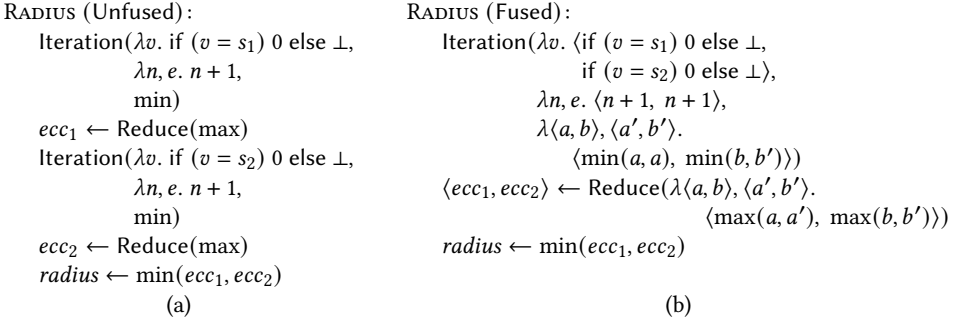 RADIUS (Unfused):
Iteration(λv. if (v = s₁) 0 else ⊥,
λn, e. n + 1,
min)
ecc₁ ← Reduce(max)
Iteration(λv. if (v = s₂) 0 else ⊥,
λn, e. n + 1,
min)
ecc₂ ← Reduce(max)
radius ← min(ecc₁, ecc₂)
(a)
RADIUS (Fused):
Iteration(λv. ⟨if (v = s₁) 0 else ⊥,
if (v = s₂) 0 else ⊥⟩,
λn, e. ⟨n + 1, n + 1⟩,
λ⟨a, b⟩, ⟨a′, b′⟩.
⟨min(a, a), min(b, b′)⟩)
⟨ecc₁, ecc₂⟩ ← Reduce(λ⟨a, b⟩, ⟨a′, b′⟩.
⟨max(a, a′), max(b, b′)⟩)
radius ← min(ecc₁, ecc₂)
(b)